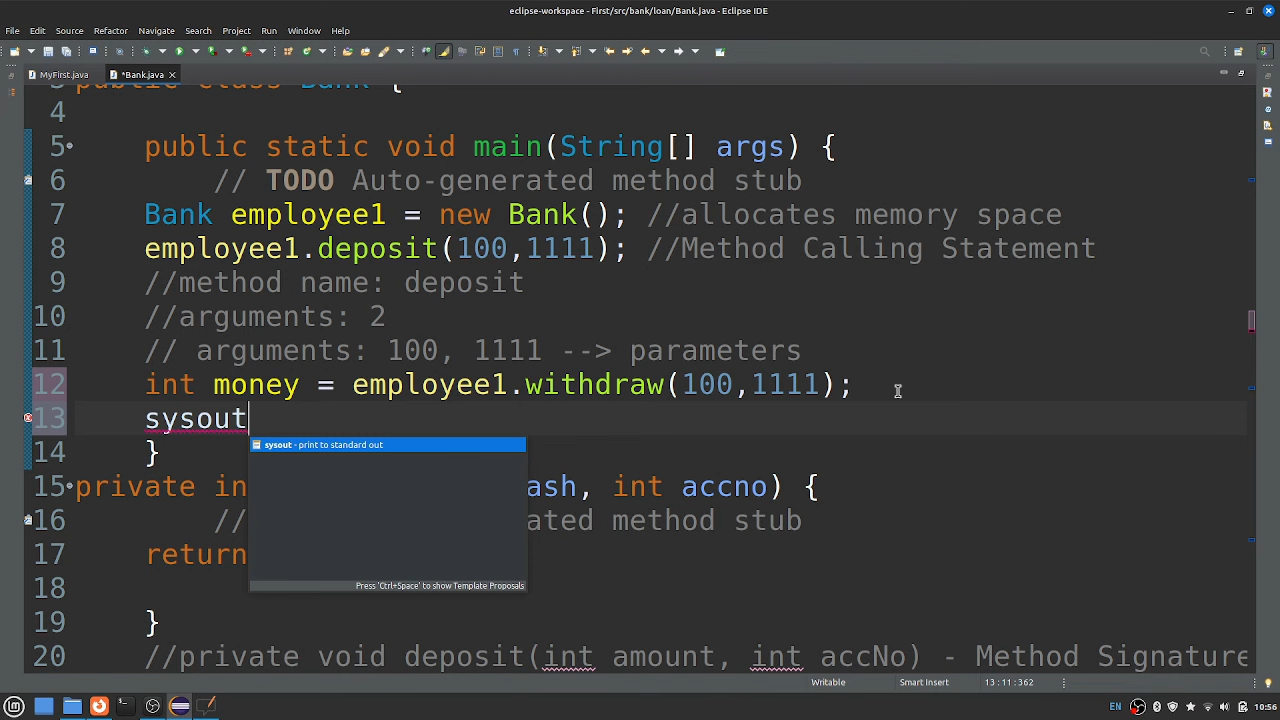 eclipse-workspace - First/src/bank/loan/Bank.java - Eclipse IDE
File Edit Source Refactor Navigate Search Project Run Window Help
MyFirst.java *Bank.java
public class Bank {
4
5 public static void main(String[] args) {
6 // TODO Auto-generated method stub
7 Bank employee1 = new Bank(); //allocates memory space
8 employee1.deposit(100,1111); //Method Calling Statement
9 //method name: deposit
10 //arguments: 2
11 // arguments: 100, 1111 --> parameters
12 int money = employee1.withdraw(100,1111);
13 sysout
sysout - print to standard out
14 }
15 private in ash, int accno) {
16 // ated method stub
17 return
18
Press 'Ctrl+Space' to show Template Proposals
19 }
20 //private void deposit(int amount, int accNo) - Method Signature
Writable Smart Insert 13 : 11 : 362
EN 10:56